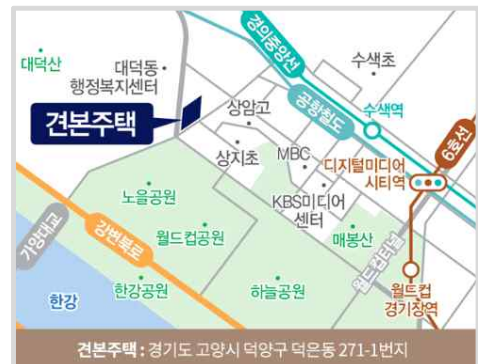 대덕산
대덕동
행정복지센터
견본주택
경의중앙선
수색초
상암고
공항철도
수색역
6호선
상지초
MBC
디지털미디어
시티역
KBS미디어
센터
노을공원
강변북로
가양대교
월드컵공원
매봉산
월드컵터널
월드컵
경기장역
한강
한강공원
하늘공원
견본주택 : 경기도 고양시 덕양구 덕은동 271-1번지